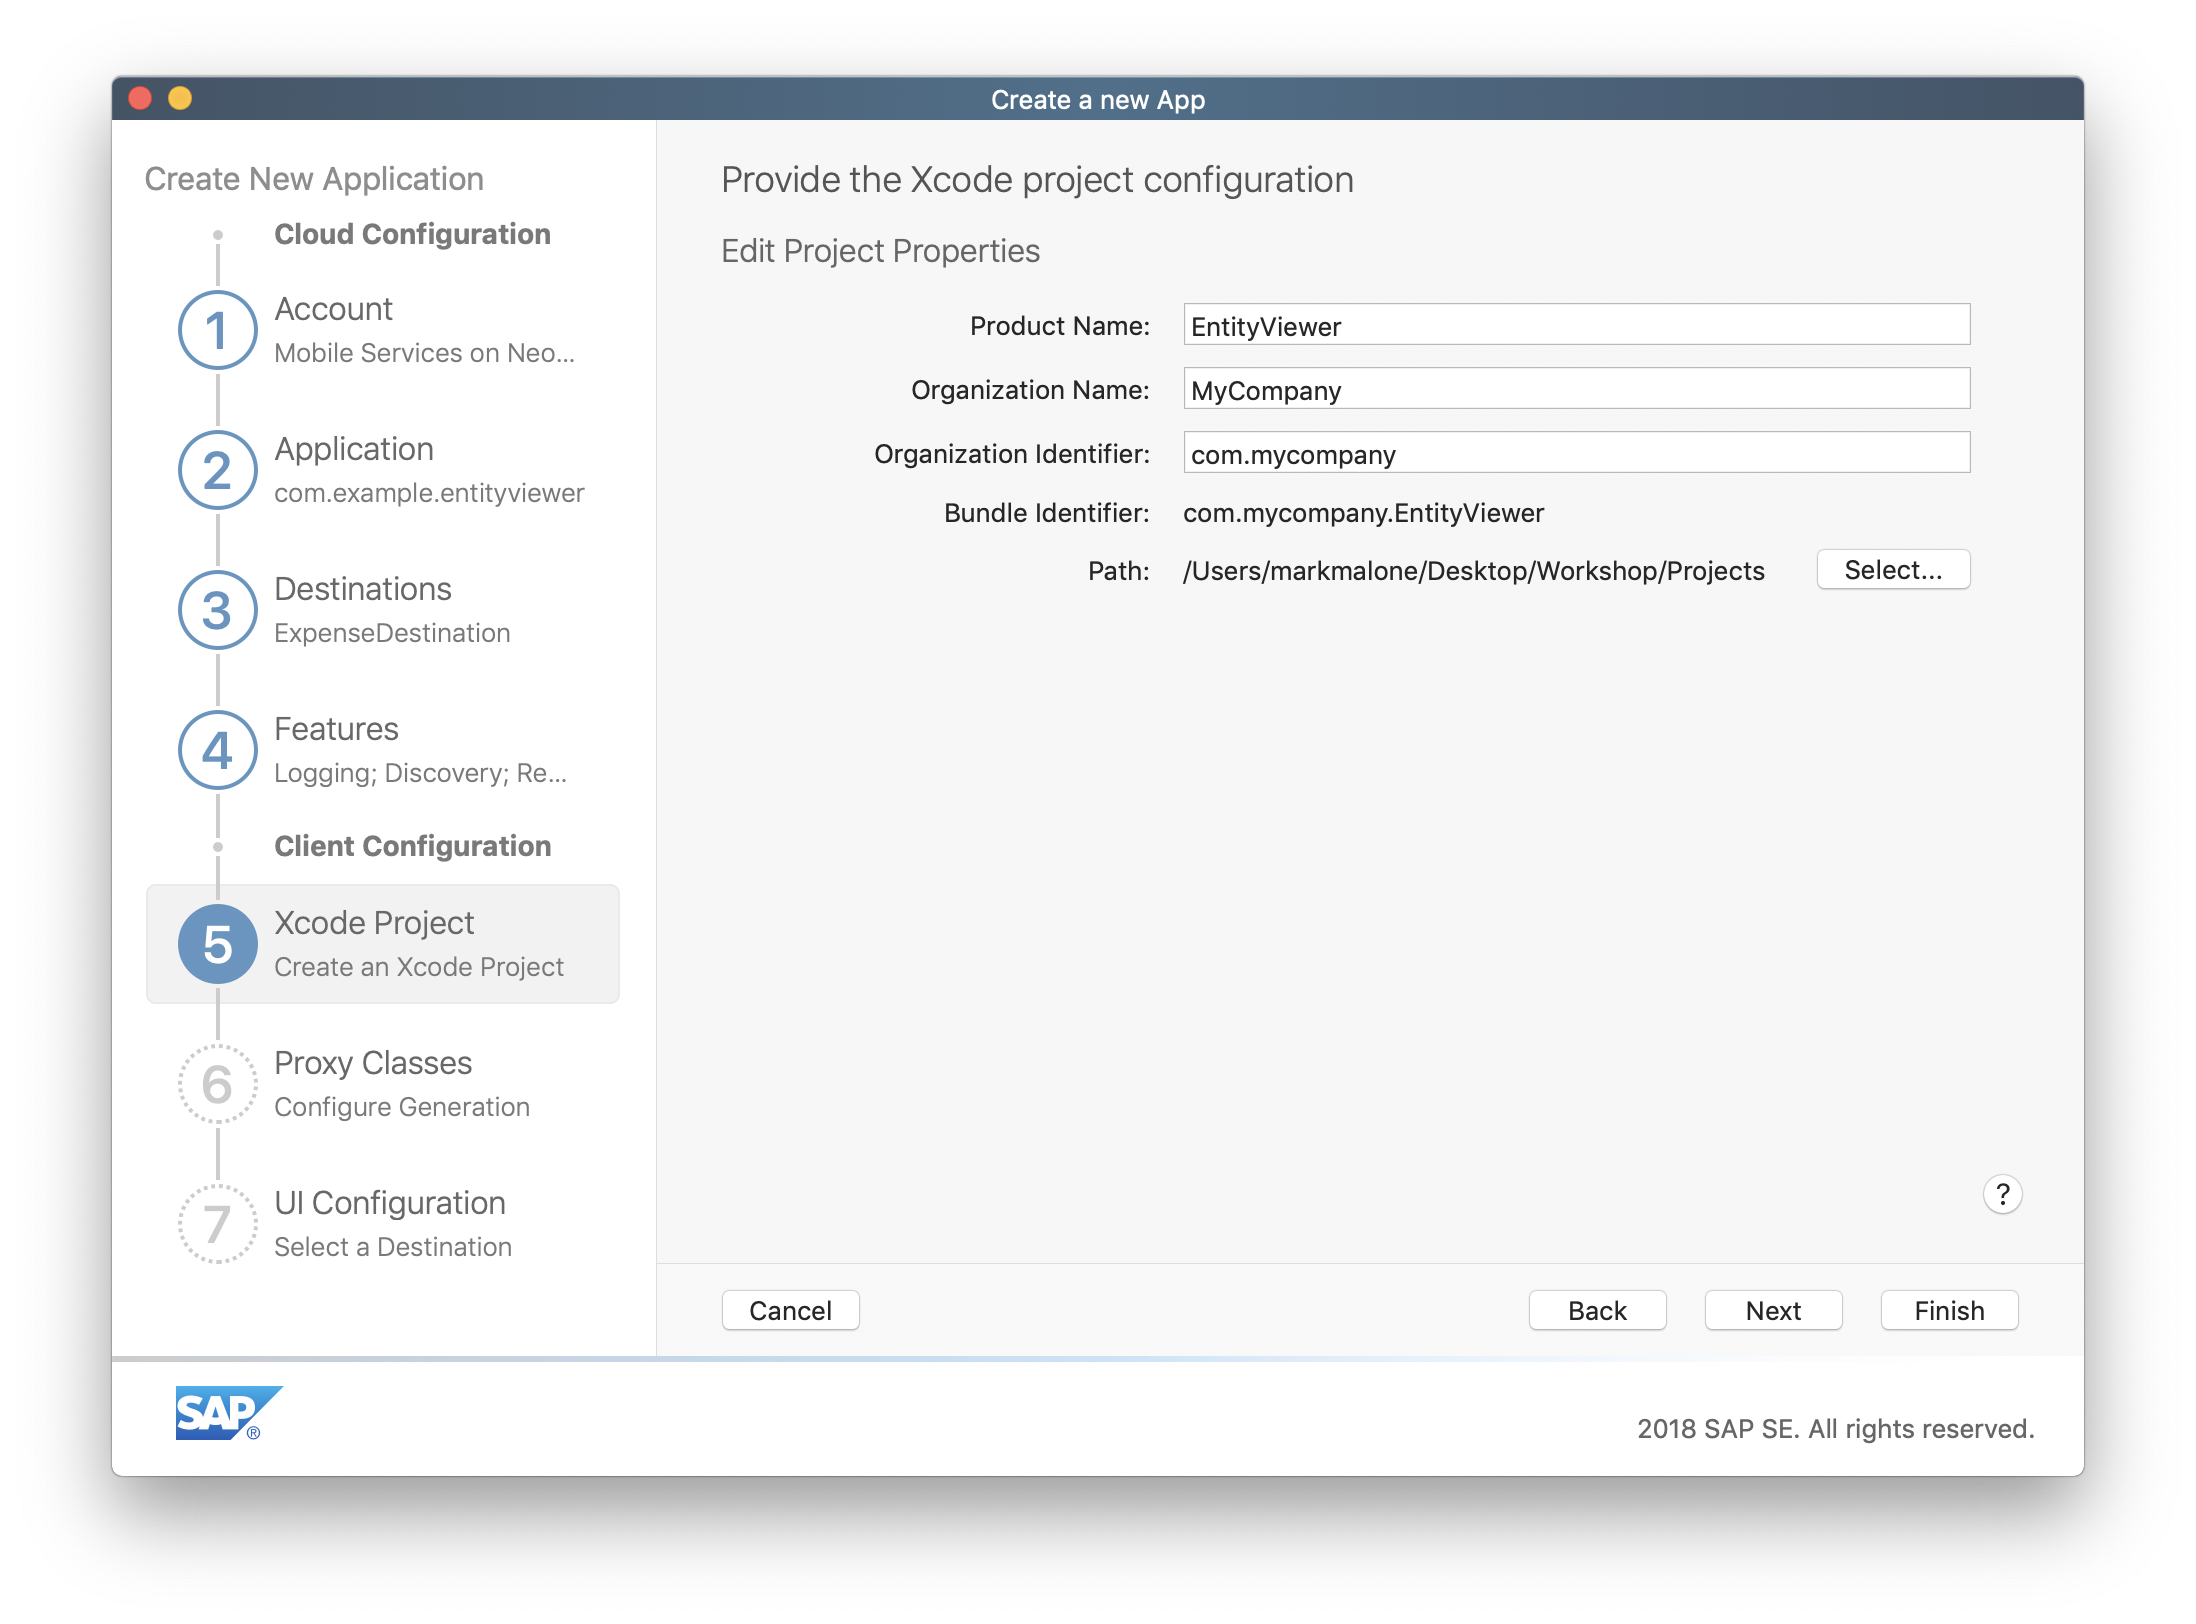 Create a new App
Create New Application
Cloud Configuration
1
Account
Mobile Services on Neo...
2
Application
com.example.entityviewer
3
Destinations
ExpenseDestination
4
Features
Logging; Discovery; Re...
Client Configuration
5
Xcode Project
Create an Xcode Project
6
Proxy Classes
Configure Generation
7
UI Configuration
Select a Destination
Provide the Xcode project configuration
Edit Project Properties
Product Name: EntityViewer
Organization Name: MyCompany
Organization Identifier: com.mycompany
Bundle Identifier: com.mycompany.EntityViewer
Path: /Users/markmalone/Desktop/Workshop/Projects Select...
?
Cancel Back Next Finish
SAP®
2018 SAP SE. All rights reserved.